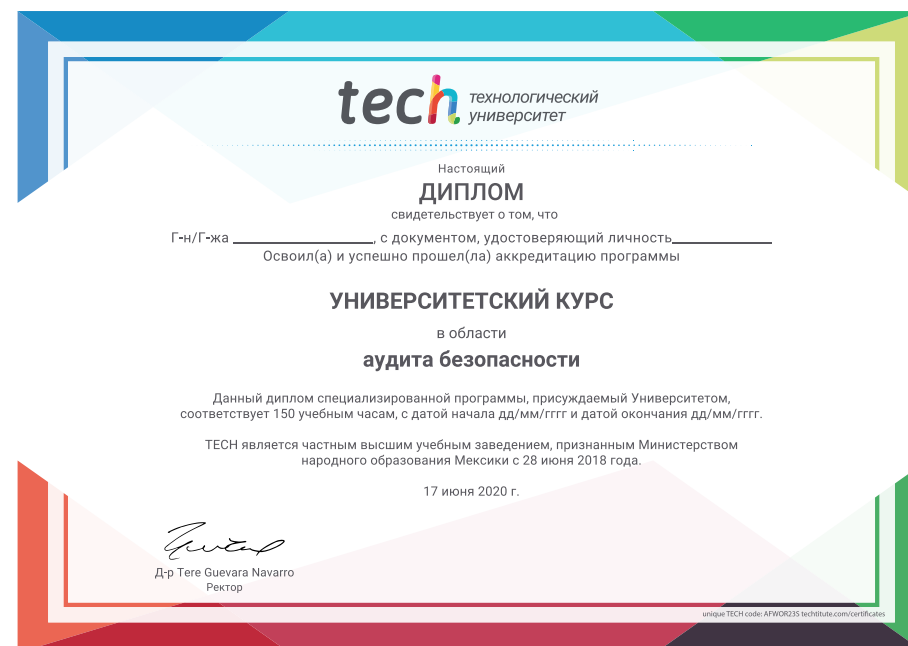 tech технологический
университет
Настоящий
ДИПЛОМ
свидетельствует о том, что
Г-н/Г-жа ____________________, с документом, удостоверяющий личность______________
Освоил(а) и успешно прошел(ла) аккредитацию программы
УНИВЕРСИТЕТСКИЙ КУРС
в области
аудита безопасности
Данный диплом специализированной программы, присуждаемый Университетом,
соответствует 150 учебным часам, с датой начала дд/мм/гггг и датой окончания дд/мм/гггг.
TECH является частным высшим учебным заведением, признанным Министерством
народного образования Мексики с 28 июня 2018 года.
17 июня 2020 г.
Д-р Tere Guevara Navarro
Ректор
unique TECH code: AFWOR23S techtitute.com/certificates